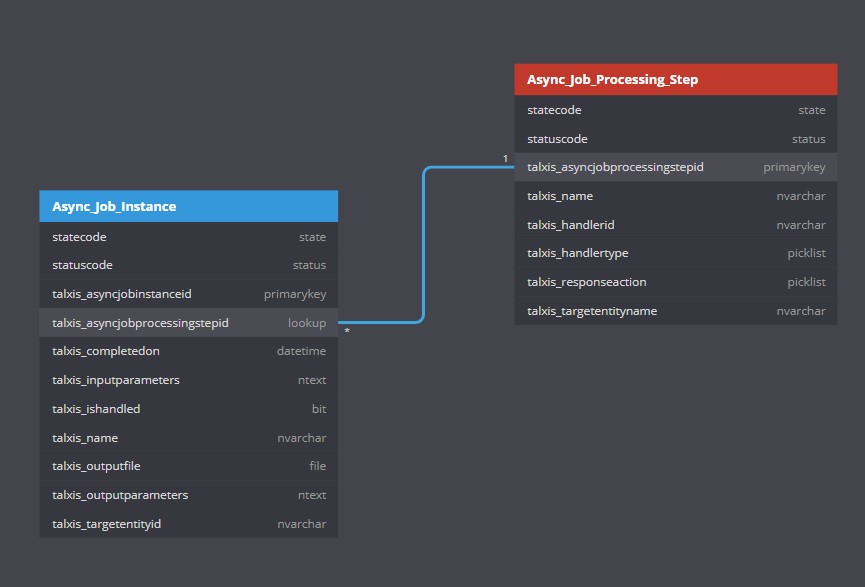 Async_Job_Processing_Step
statecode state
statuscode status
1
talxis_asyncjobprocessingstepid primarykey
talxis_name nvarchar
talxis_handlerid nvarchar
talxis_handlertype picklist
talxis_responseaction picklist
talxis_targetentityname nvarchar
Async_Job_Instance
statecode state
statuscode status
talxis_asyncjobinstanceid primarykey
talxis_asyncjobprocessingstepid lookup
*
talxis_completedon datetime
talxis_inputparameters ntext
talxis_ishandled bit
talxis_name nvarchar
talxis_outputfile file
talxis_outputparameters ntext
talxis_targetentityid nvarchar